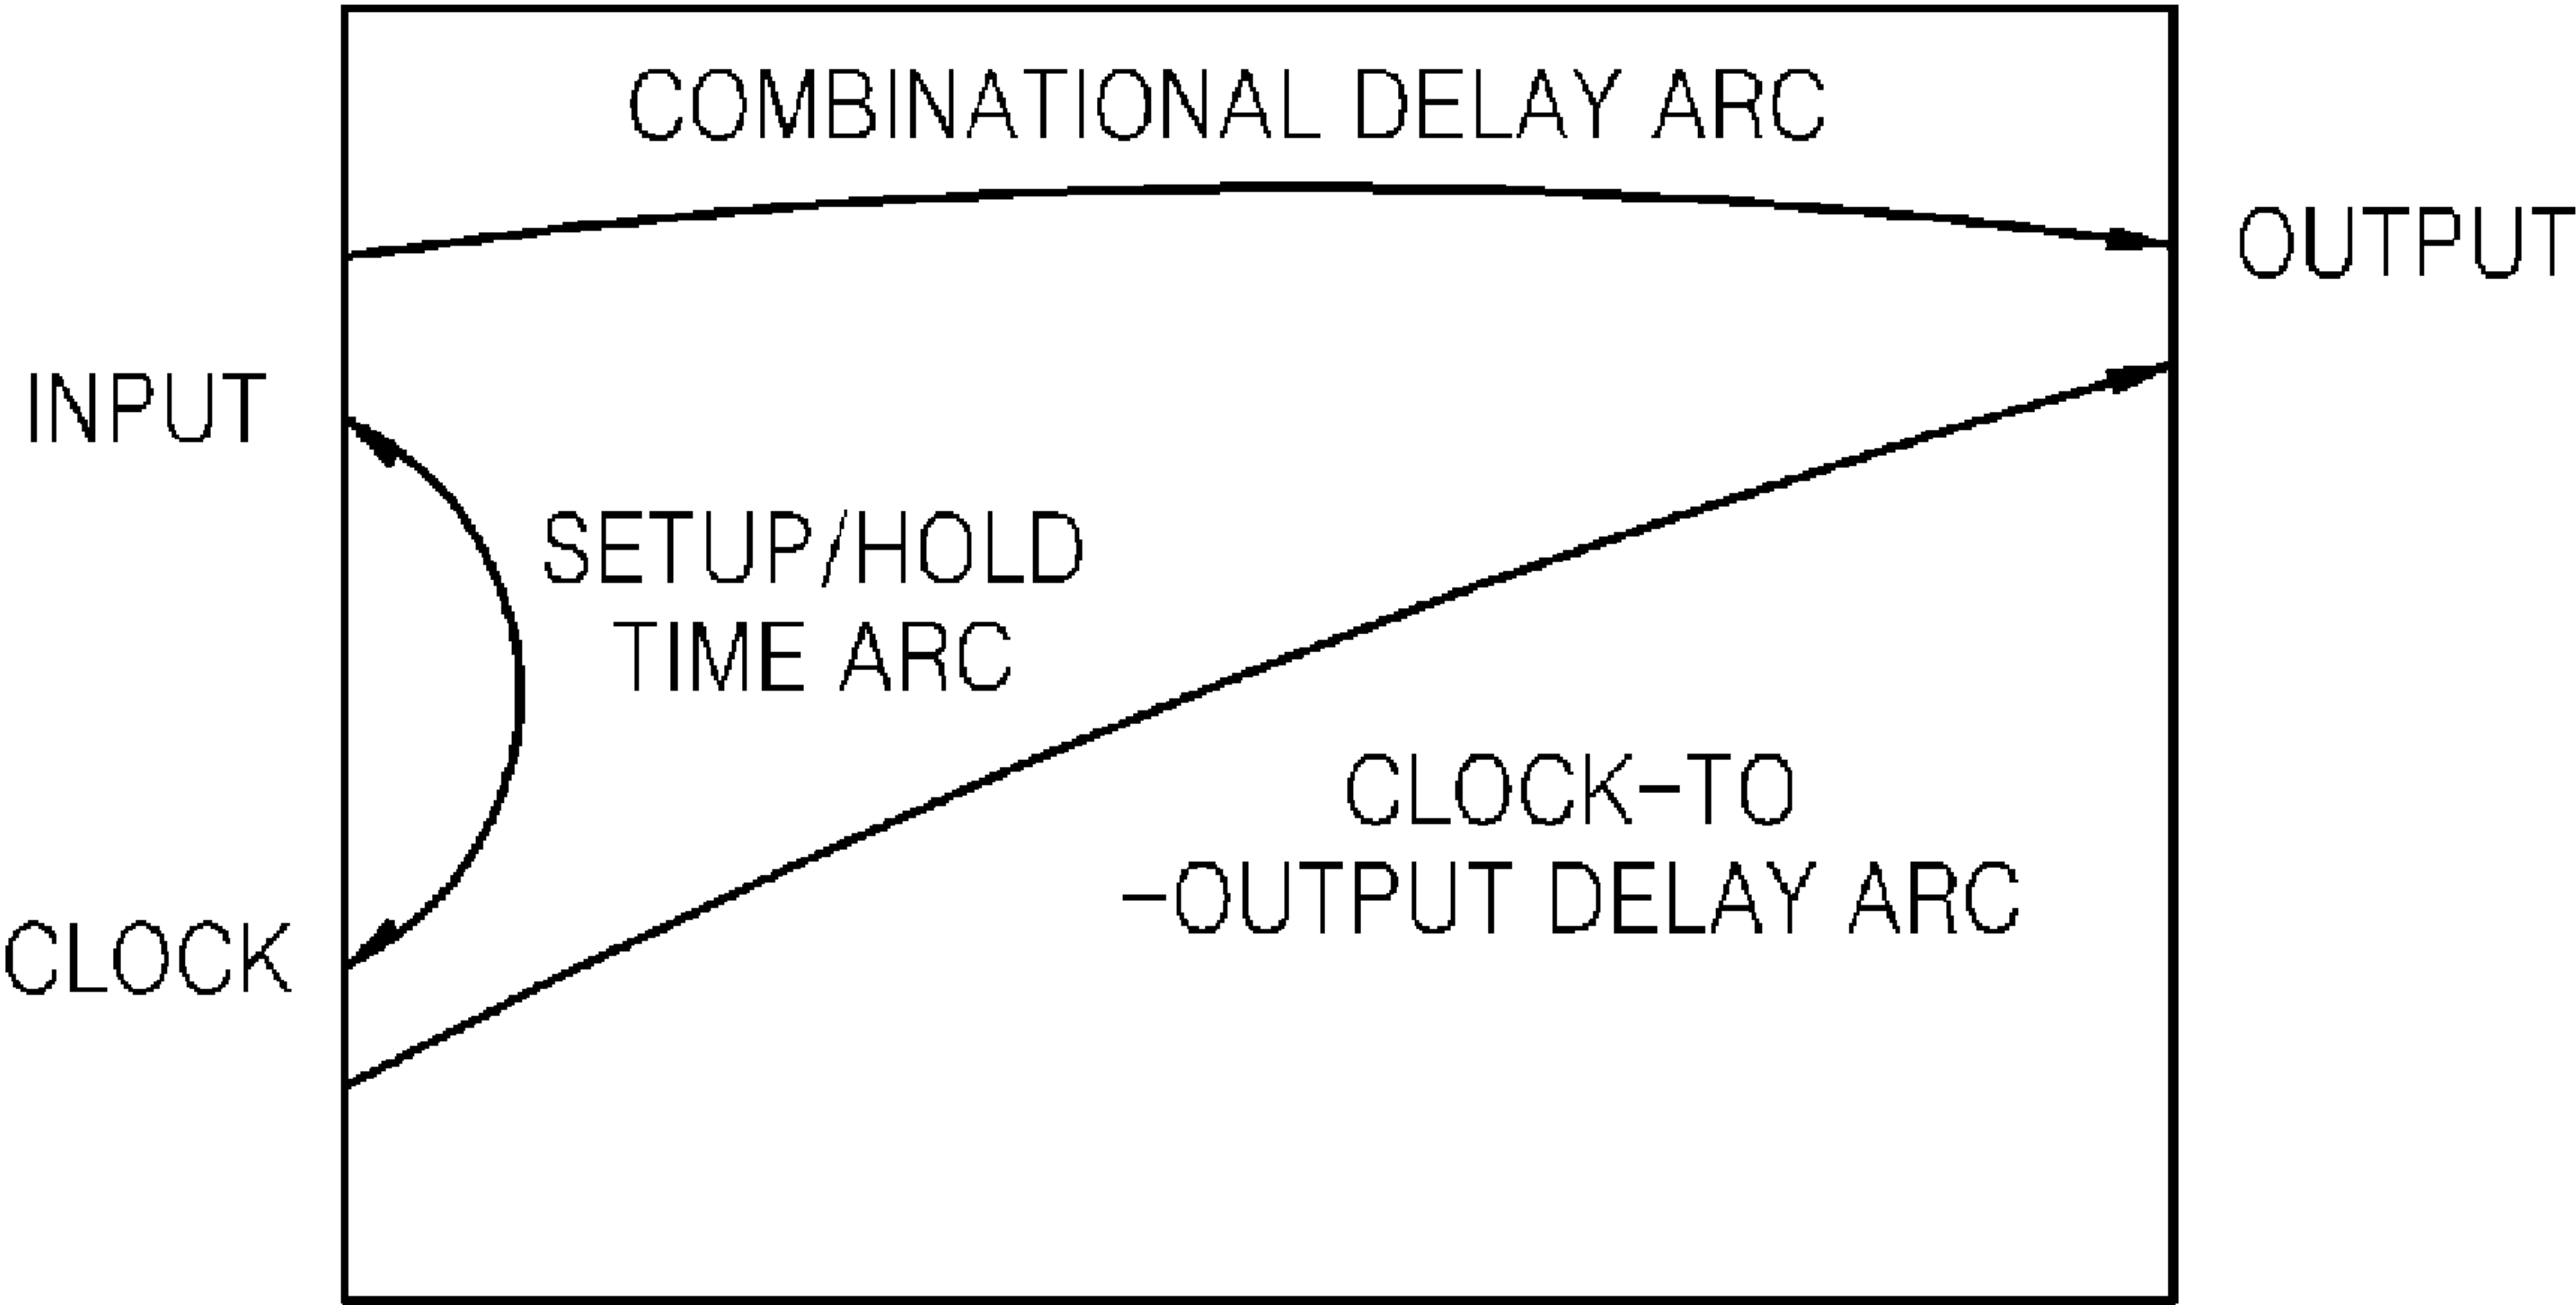 COMBINATIONAL DELAY ARC
OUTPUT
INPUT
SETUP/HOLD
TIME ARC
CLOCK-TO
-OUTPUT DELAY ARC
CLOCK